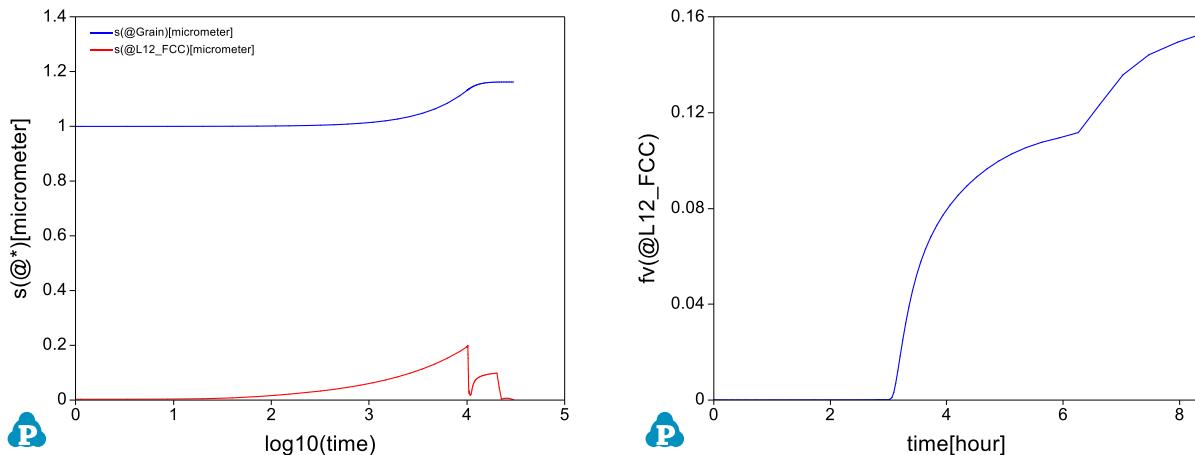 1.4
s(@Grain)[micrometer]
s(@L12_FCC)[micrometer]
1.2
1
0.8
0.6
0.4
0.2
0
s(@*)[micrometer]
0 1 2 3 4 5
log10(time)
P
0.16
0.12
0.08
0.04
0
fv(@L12_FCC)
0 2 4 6 8
time[hour]
P